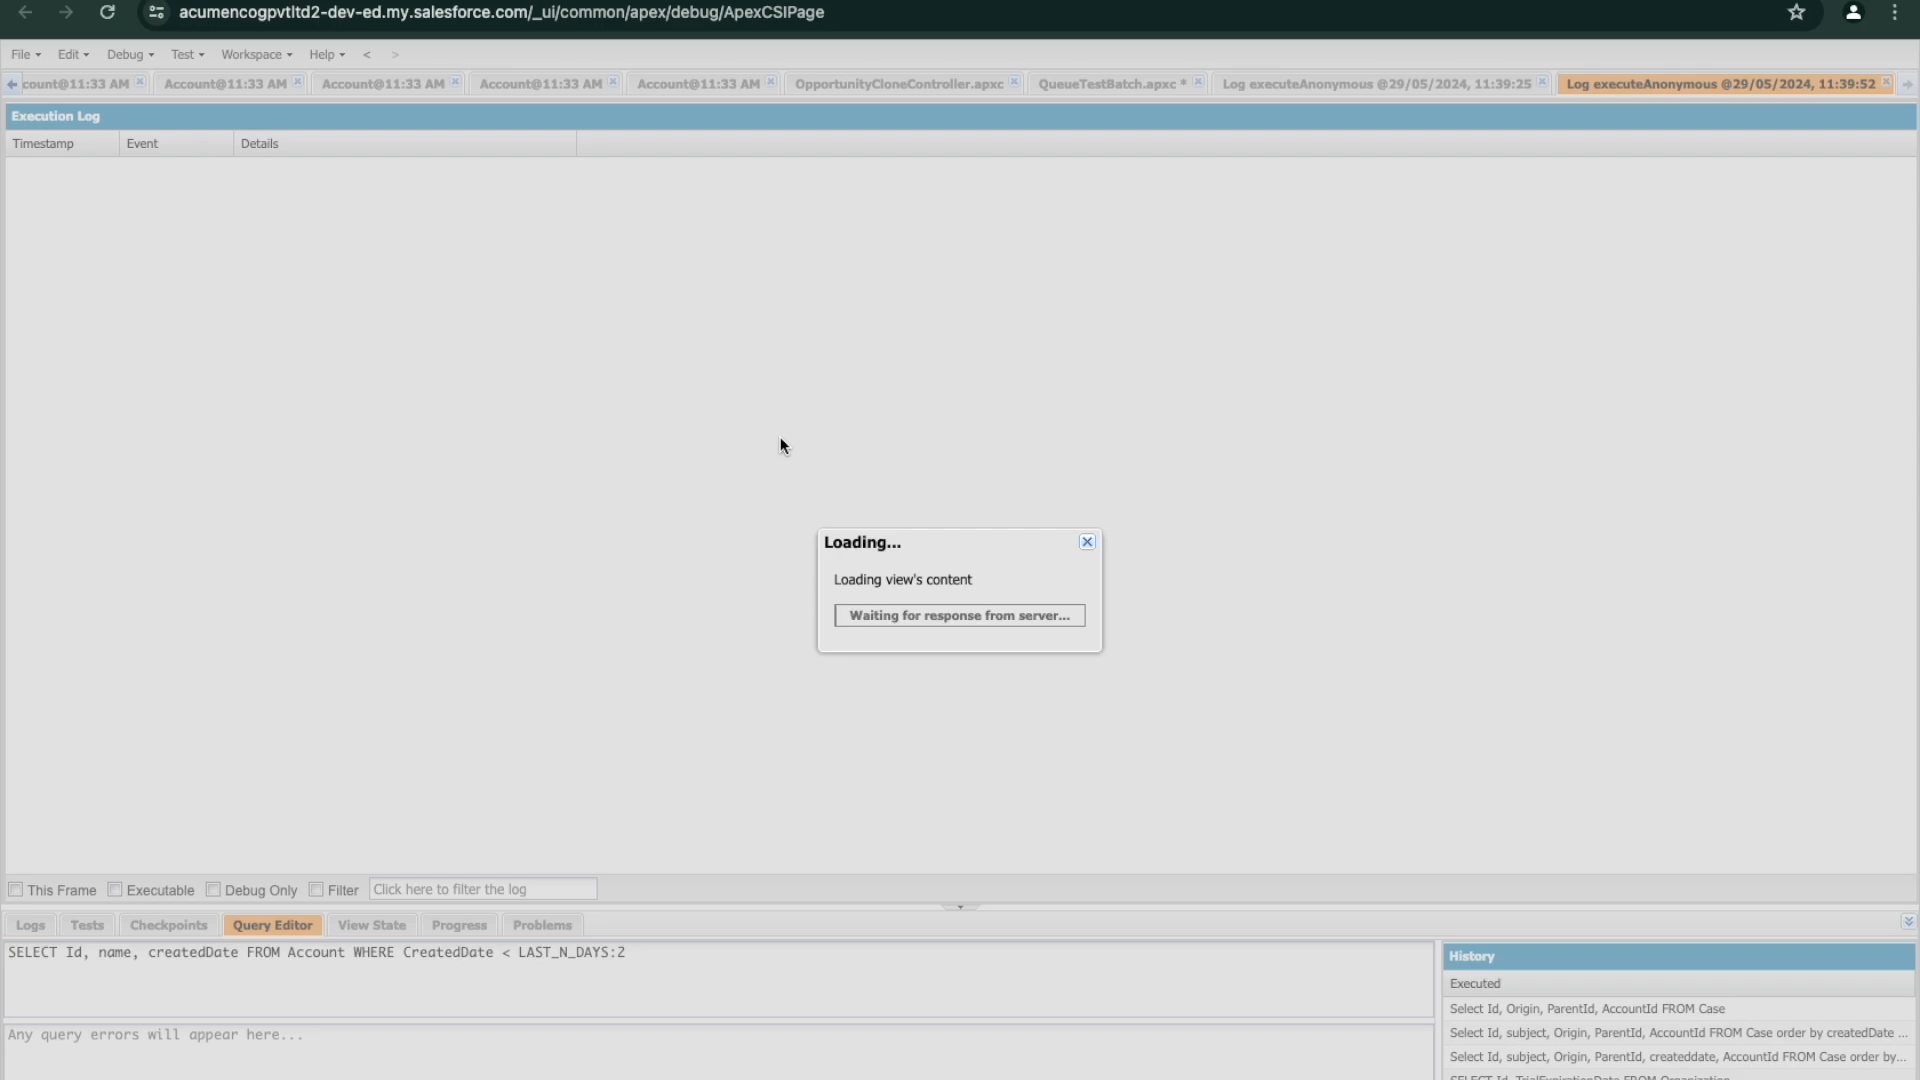 acumencogpvtltd2-dev-ed.my.salesforce.com/_ui/common/apex/debug/ApexCSIPage
File Edit Debug Test Workspace Help < >
count@11:33 AM Account@11:33 AM Account@11:33 AM Account@11:33 AM Account@11:33 AM OpportunityCloneController.apxc QueueTestBatch.apxc * Log executeAnonymous @29/05/2024, 11:39:25 Log executeAnonymous @29/05/2024, 11:39:52
Execution Log
Timestamp Event Details
Loading...
Loading view's content
Waiting for response from server...
This Frame Executable Debug Only Filter Click here to filter the log
Logs Tests Checkpoints Query Editor View State Progress Problems
SELECT Id, name, createdDate FROM Account WHERE CreatedDate < LAST_N_DAYS:2
Any query errors will appear here...
History
Executed
Select Id, Origin, ParentId, AccountId FROM Case
Select Id, subject, Origin, ParentId, AccountId FROM Case order by createdDate ...
Select Id, subject, Origin, ParentId, createddate, AccountId FROM Case order by...
SELECT Id, TrialExpirationDate FROM Organization